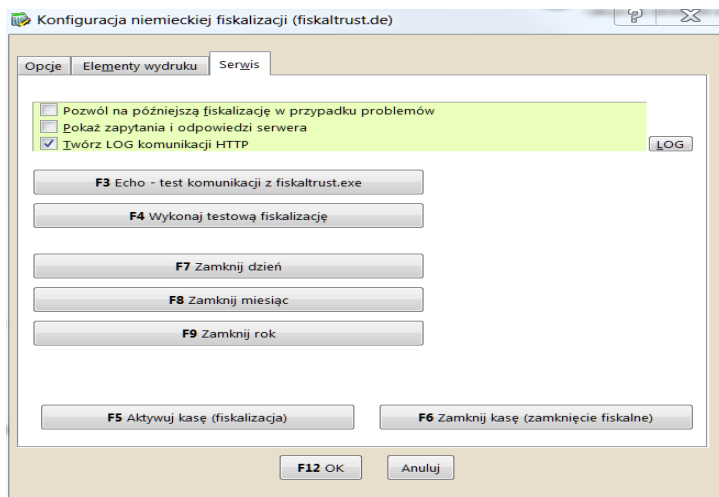 Konfiguracja niemieckiej fiskalizacji (fiskaltrust.de)
Opcje Elementy wydruku Serwis
Pozwól na późniejszą fiskalizację w przypadku problemów
Pokaż zapytania i odpowiedzi serwera
Twórz LOG komunikacji HTTP LOG
F3 Echo - test komunikacji z fiskaltrust.exe
F4 Wykonaj testową fiskalizację
F7 Zamknij dzień
F8 Zamknij miesiąc
F9 Zamknij rok
F5 Aktywuj kasę (fiskalizacja) F6 Zamknij kasę (zamknięcie fiskalne)
F12 OK Anuluj